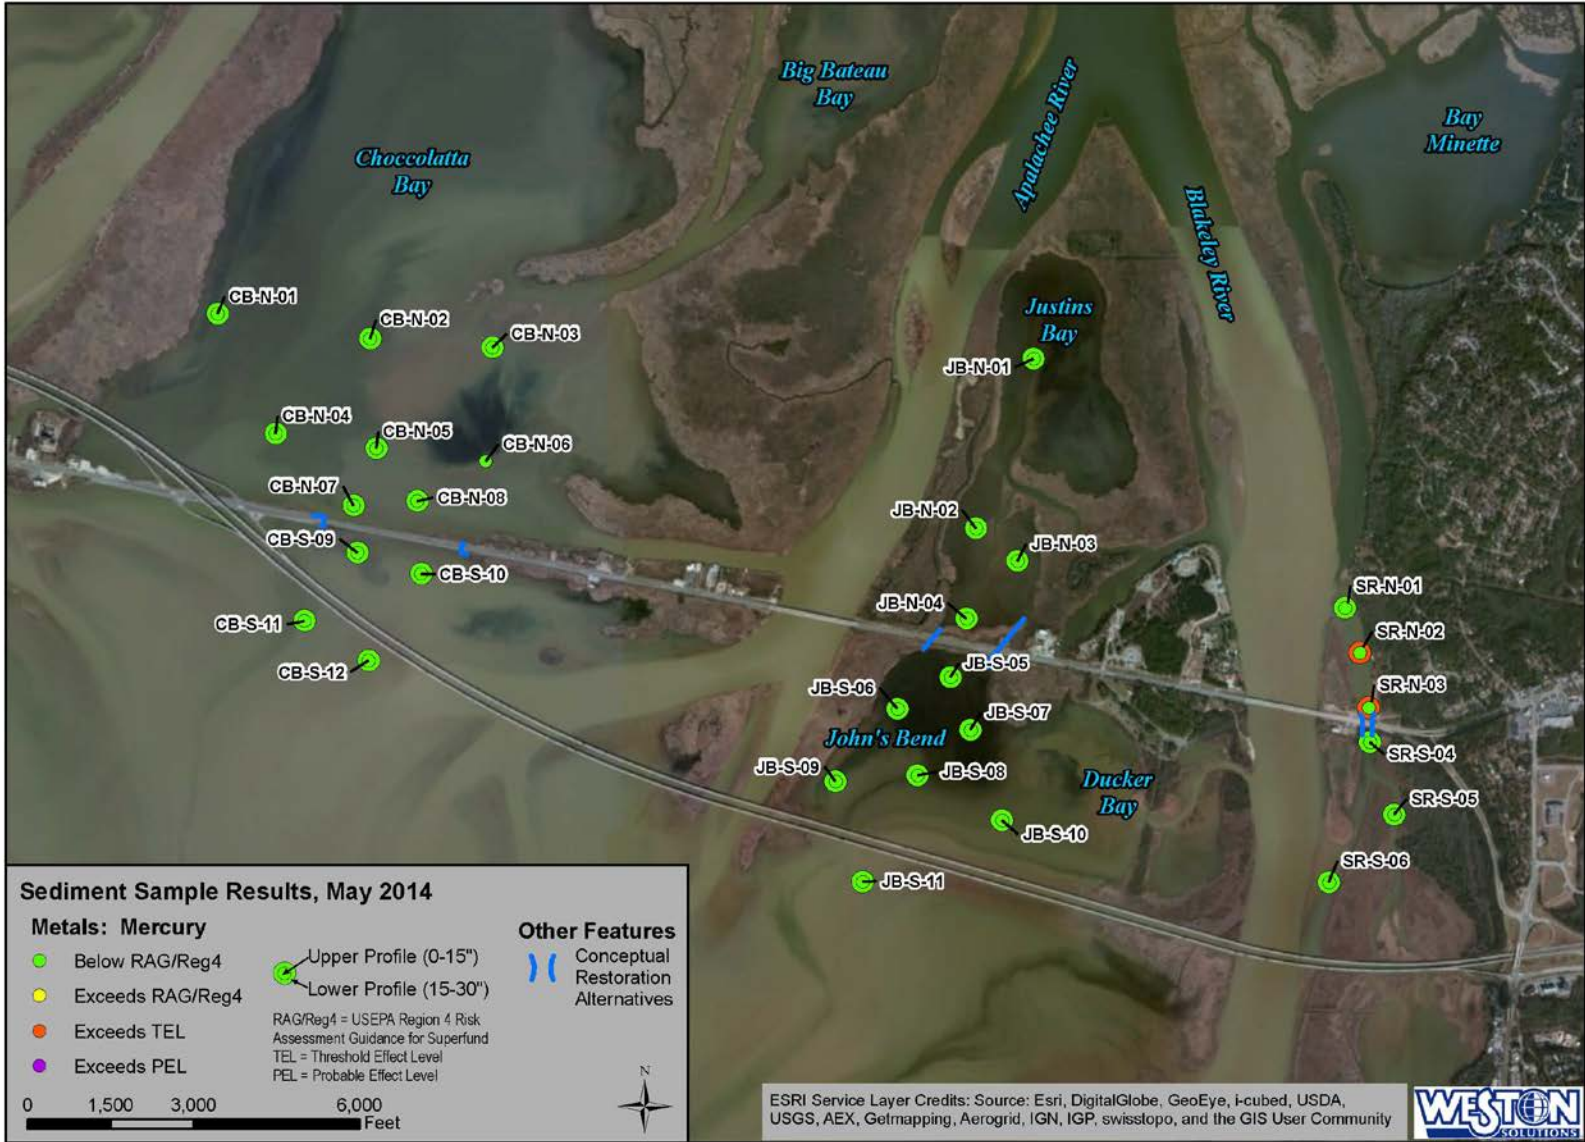 Big Bateau
Bay
Apalachee River
Bay
Minette
Choccolatta
Bay
Blakeley River
Justins
Bay
CB-N-01
CB-N-02
CB-N-03
JB-N-01
CB-N-04
CB-N-05
CB-N-06
CB-N-07
CB-N-08
JB-N-02
CB-S-09
JB-N-03
CB-S-10
SR-N-01
JB-N-04
CB-S-11
SR-N-02
JB-S-05
CB-S-12
JB-S-06
SR-N-03
JB-S-07
John's Bend
SR-S-04
JB-S-09
JB-S-08
Ducker
Bay
SR-S-05
JB-S-10
SR-S-06
JB-S-11
Sediment Sample Results, May 2014
Metals: Mercury
Below RAG/Reg4
Exceeds RAG/Reg4
Exceeds TEL
Exceeds PEL
Upper Profile (0-15")
Lower Profile (15-30")
RAG/Reg4 = USEPA Region 4 Risk
Assessment Guidance for Superfund
TEL = Threshold Effect Level
PEL = Probable Effect Level
Other Features
Conceptual
Restoration
Alternatives
N
0 1,500 3,000 6,000
Feet
ESRI Service Layer Credits: Source: Esri, DigitalGlobe, GeoEye, i-cubed, USDA,
USGS, AEX, Getmapping, Aerogrid, IGN, IGP, swisstopo, and the GIS User Community
WESTON
SOLUTIONS